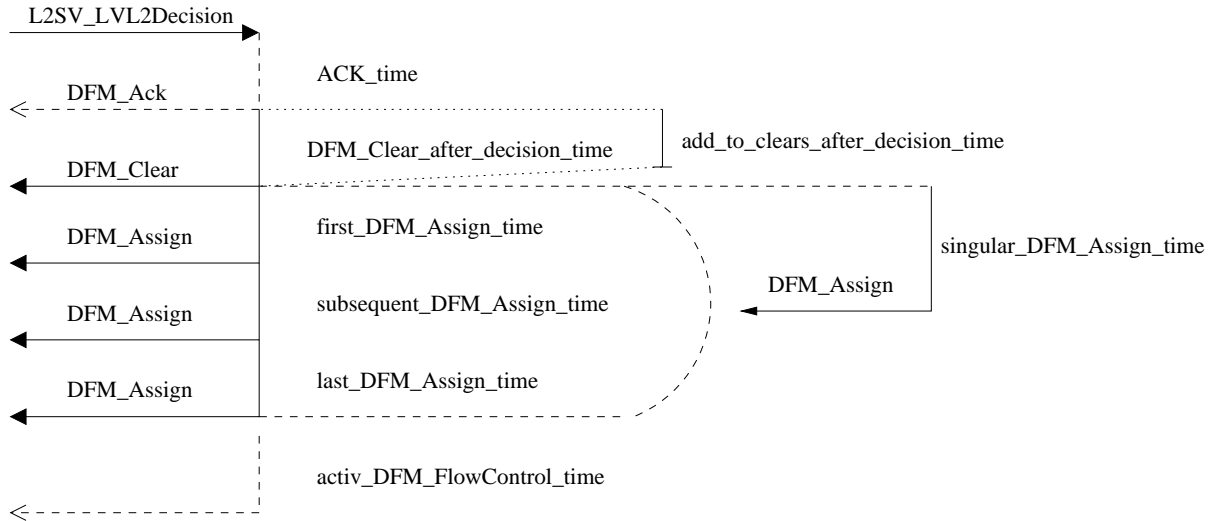 L2SV_LVL2Decision
ACK_time
DFM_Ack
add_to_clears_after_decision_time
DFM_Clear_after_decision_time
DFM_Clear
first_DFM_Assign_time
DFM_Assign
singular_DFM_Assign_time
DFM_Assign
subsequent_DFM_Assign_time
DFM_Assign
last_DFM_Assign_time
DFM_Assign
activ_DFM_FlowControl_time